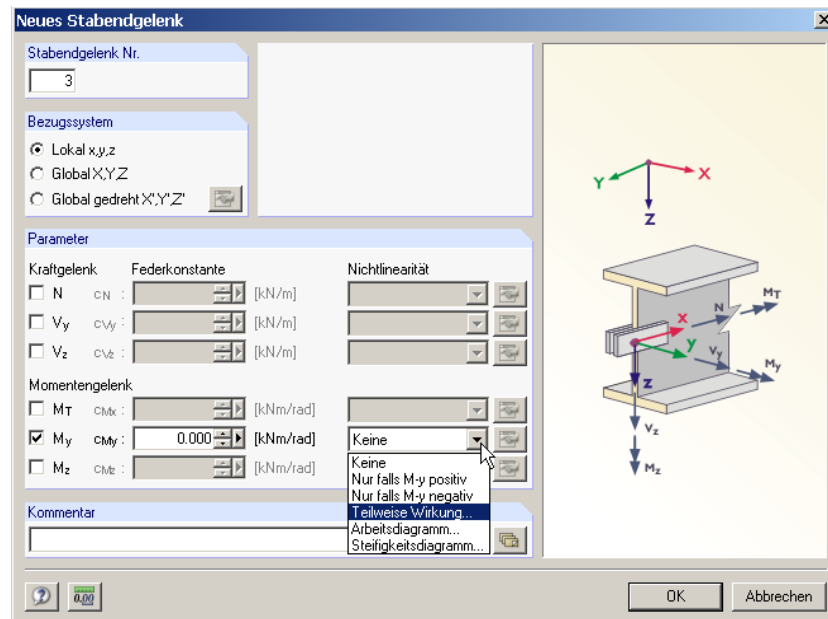 Neues Stabendgelenk
Stabendgelenk Nr.
3
Bezugssystem
Lokal x,y,z
Global X,Y,Z
Global gedreht X',Y',Z'
Parameter
Kraftgelenk Federkonstante Nichtlinearität
N CN : [kN/m]
Vy CVy : [kN/m]
Vz CVz : [kN/m]
Momentengelenk
MT CMx : [kNm/rad]
My CMy : 0.000 [kNm/rad] Keine
Mz CMz : [kNm/rad]
Keine
Nur falls M-y positiv
Nur falls M-y negativ
Teilweise Wirkung...
Arbeitsdiagramm...
Steifigkeitsdiagramm...
Kommentar
X
Y
Z
MT
N
x
y
Vy
My
z
Vz
Mz
0.00
OK Abbrechen